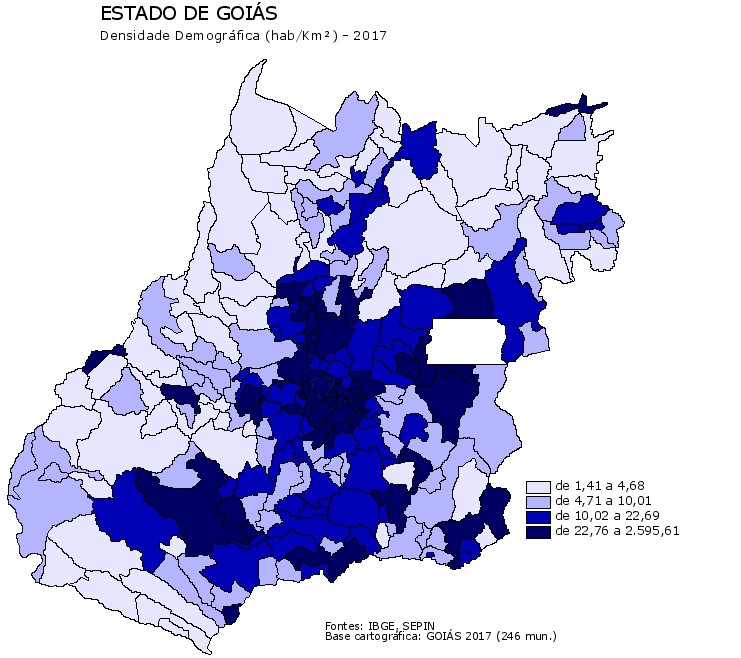 ESTADO DE GOIÁS
Densidade Demográfica (hab/Km²) - 2017
de 1,41 a 4,68
de 4,71 a 10,01
de 10,02 a 22,69
de 22,76 a 2.595,61
Fontes: IBGE, SEPIN
Base cartográfica: GOIÁS 2017 (246 mun.)